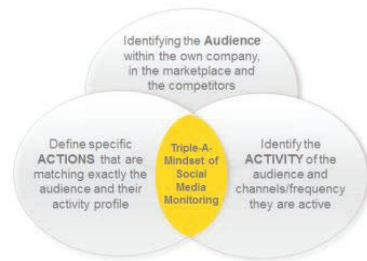 Identifying the Audience
within the own company,
in the marketplace and
the competitors
Define specific
ACTIONS that are
matching exactly the
audience and their
activity profile
Triple-A-
Mindset of
Social
Media
Monitoring
Identify the
ACTIVITY of the
audience and
channels/frequency
they are active